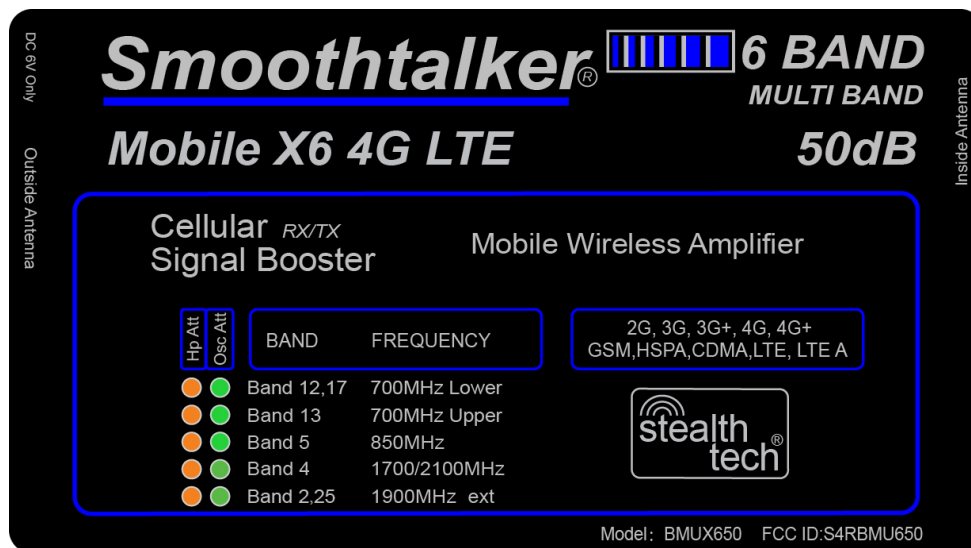 DC 6V Only
Outside Antenna
Smoothtalker®
6 BAND
MULTI BAND
Mobile X6 4G LTE
50dB
Inside Antenna
Cellular RX/TX
Signal Booster
Mobile Wireless Amplifier
Hp Att
Osc Att
BAND FREQUENCY
2G, 3G, 3G+, 4G, 4G+
GSM,HSPA,CDMA,LTE, LTE A
Band 12,17 700MHz Lower
Band 13 700MHz Upper
Band 5 850MHz
Band 4 1700/2100MHz
Band 2,25 1900MHz ext
stealth
tech®
Model: BMUX650 FCC ID:S4RBMU650